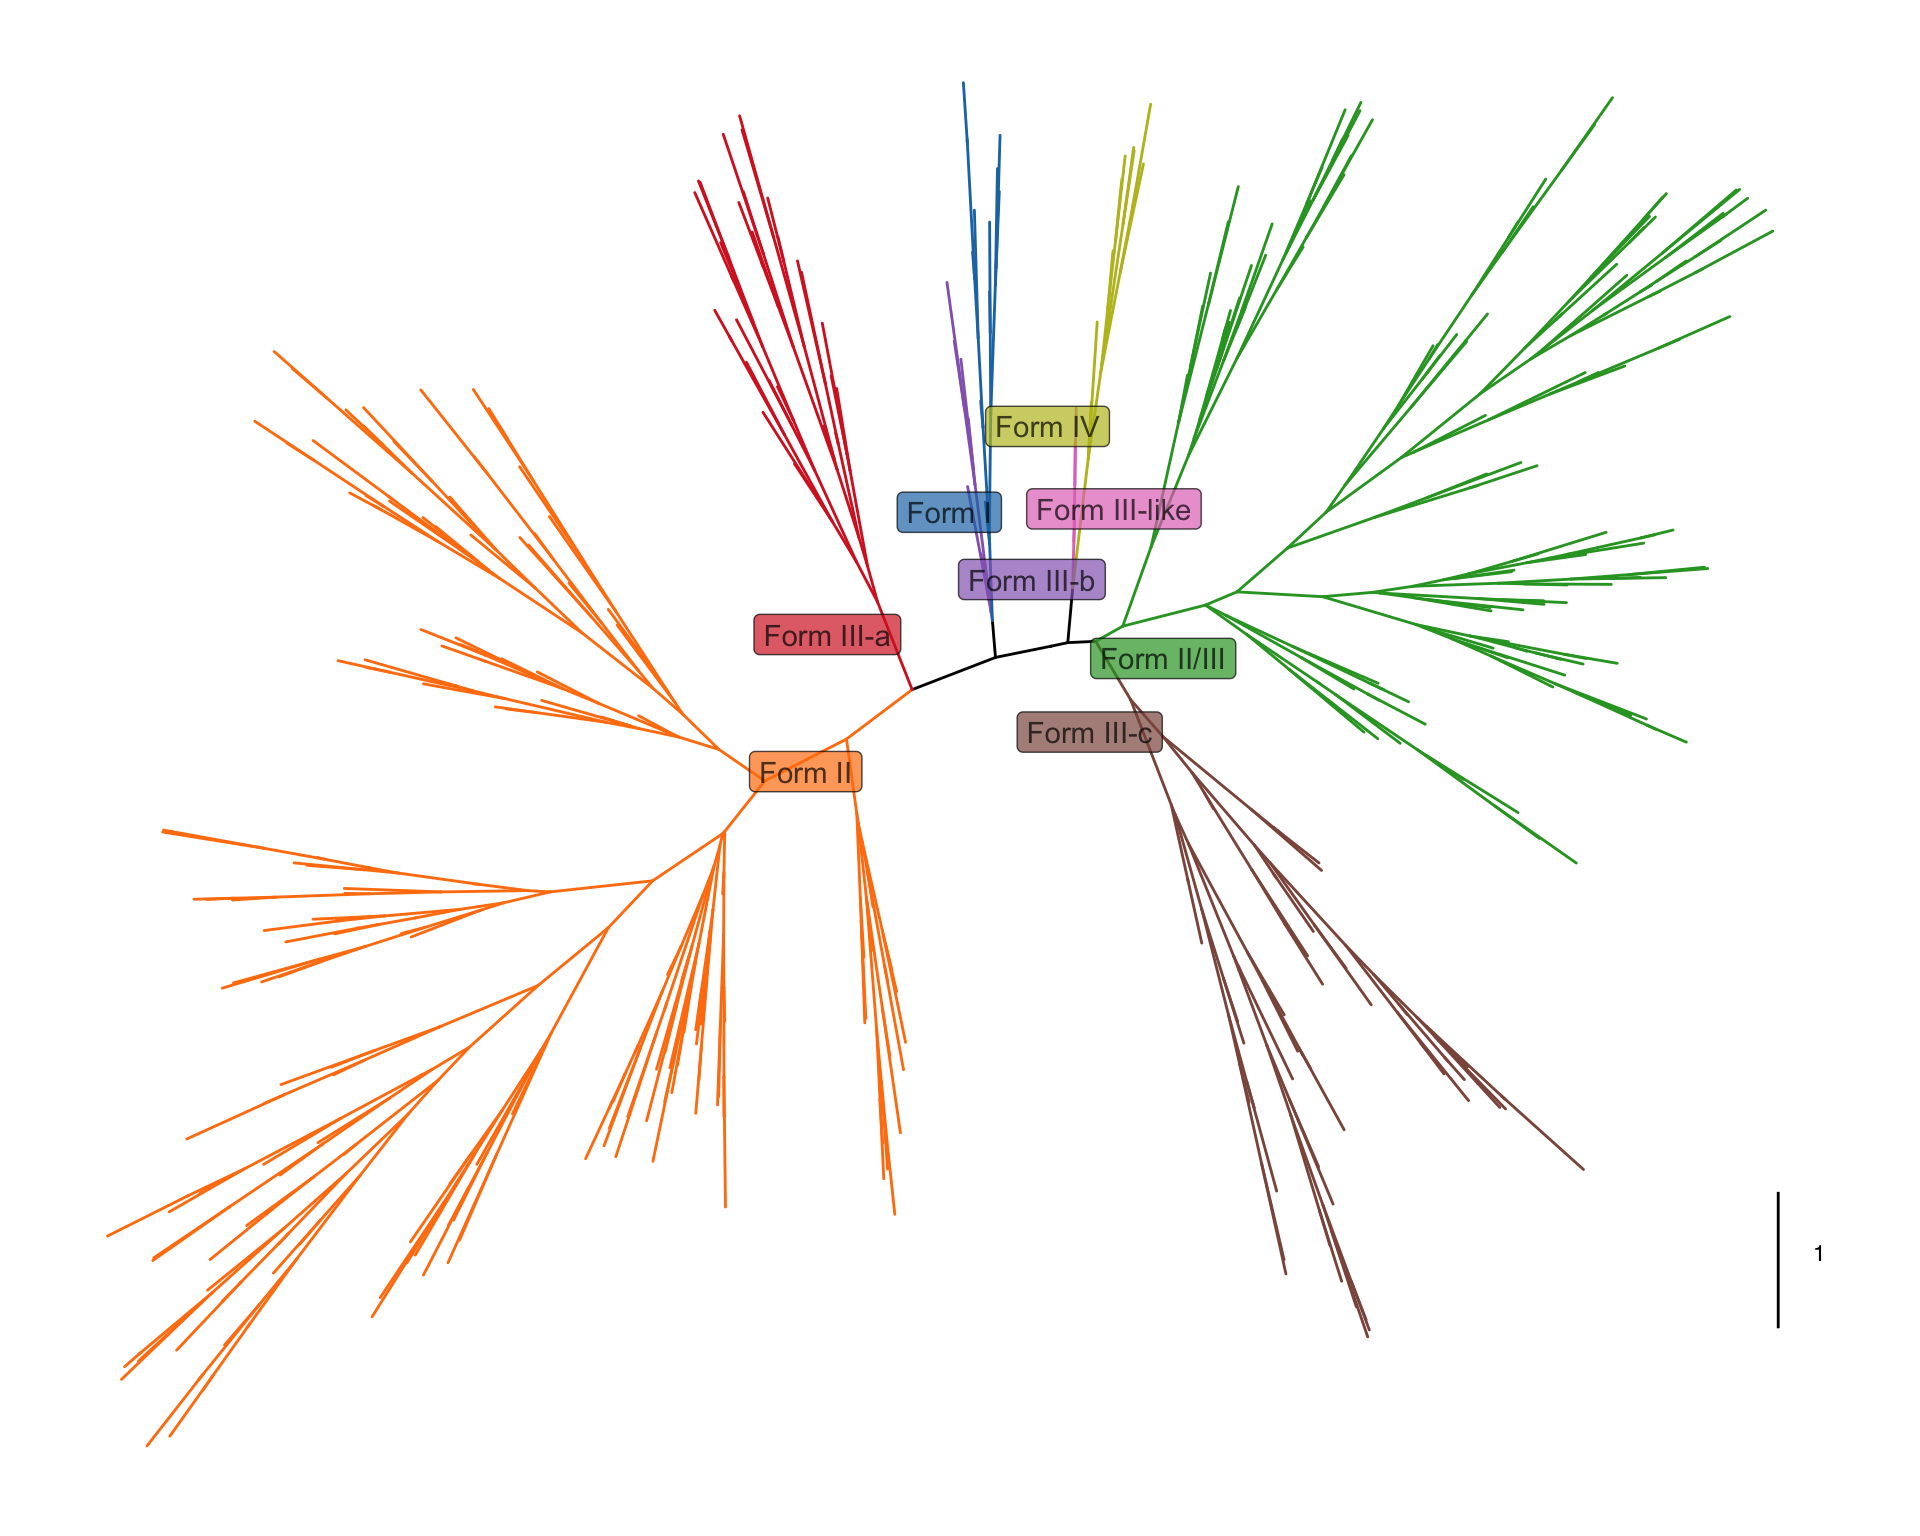 Form IV
Form I
Form III-like
Form III-b
Form III-a
Form II/III
Form III-c
Form II
1